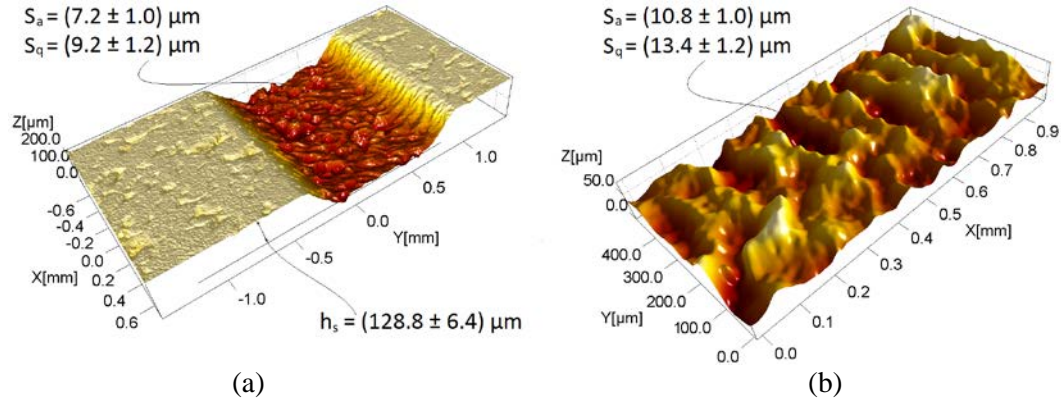 Sa = (7.2 ± 1.0) µm
Sq = (9.2 ± 1.2) µm
Z[µm]
200.0
100.0
0.0
-0.6
-0.4
-0.2
0.0
0.2
0.4
0.6
X[mm]
-1.0
-0.5
0.0
0.5
1.0
Y[mm]
hs = (128.8 ± 6.4) µm
(a)
Sa = (10.8 ± 1.0) µm
Sq = (13.4 ± 1.2) µm
Z[µm]
50.0
0.0
400.0
300.0
200.0
100.0
0.0
Y[µm]
0.0
0.1
0.2
0.3
0.4
0.5
0.6
0.7
0.8
0.9
X[mm]
(b)